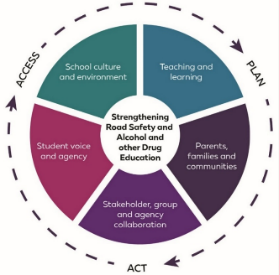 ACCESS
PLAN
ACT
School culture
and environment
Teaching and
learning
Student voice
and agency
Strengthening
Road Safety and
Alcohol and
other Drug
Education
Parents,
families and
communities
Stakeholder, group
and agency
collaboration